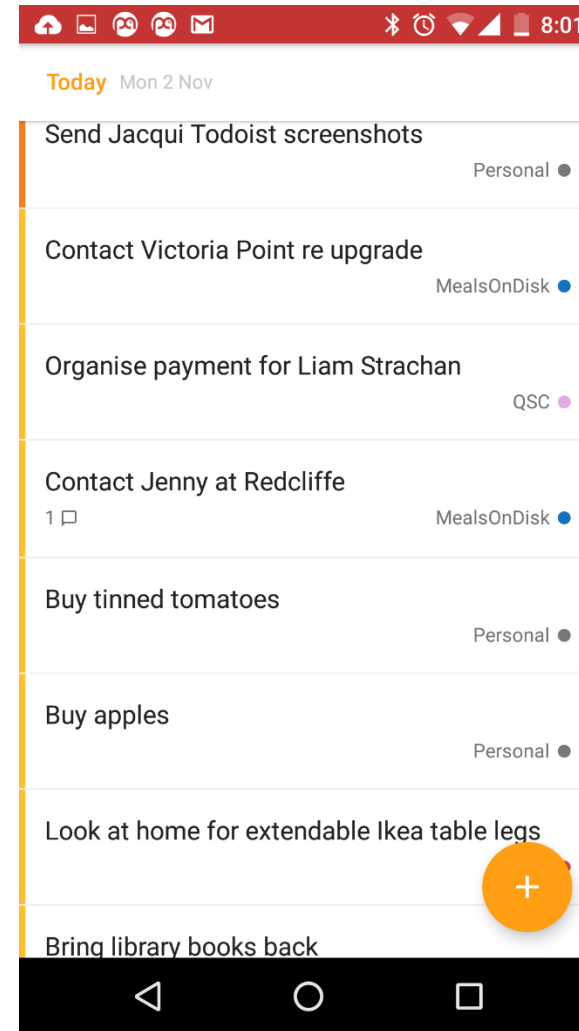 8:01
Today Mon 2 Nov
Send Jacqui Todoist screenshots
Personal
Contact Victoria Point re upgrade
MealsOnDisk
Organise payment for Liam Strachan
QSC
Contact Jenny at Redcliffe
1 MealsOnDisk
Buy tinned tomatoes
Personal
Buy apples
Personal
Look at home for extendable Ikea table legs
+
Bring library books back